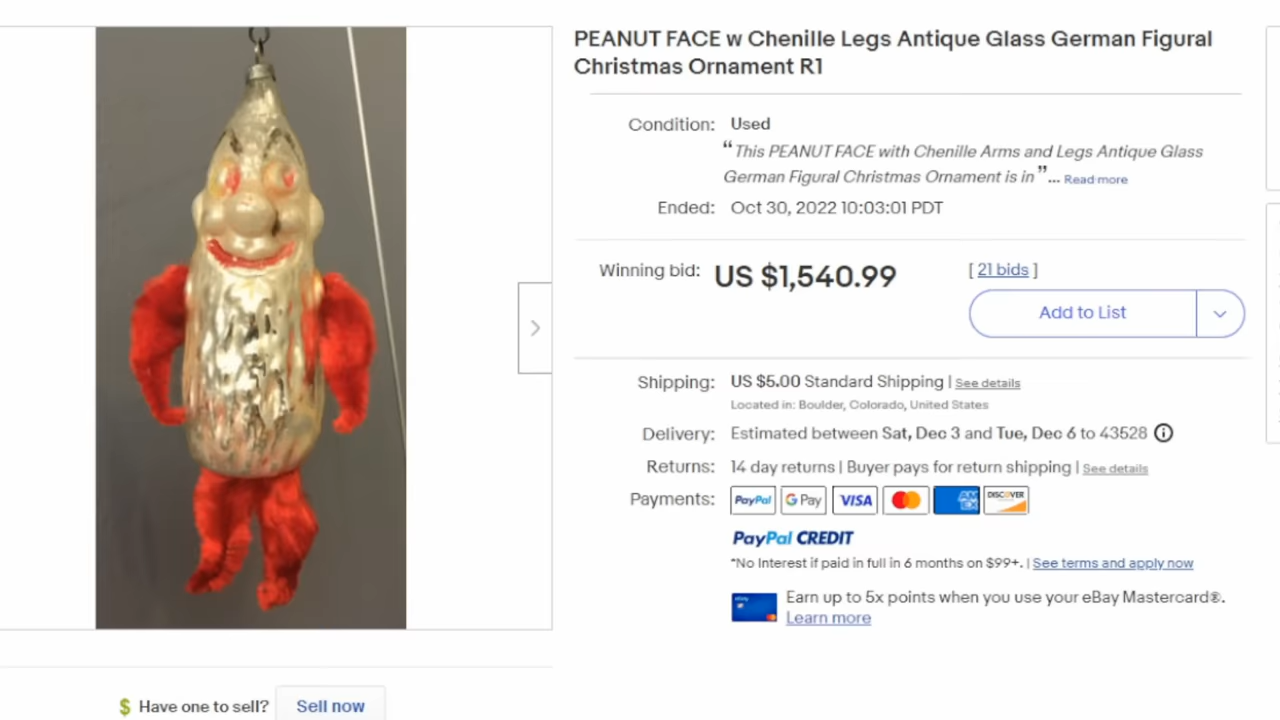 PEANUT FACE w Chenille Legs Antique Glass German Figural
Christmas Ornament R1
Condition: Used
“This PEANUT FACE with Chenille Arms and Legs Antique Glass
German Figural Christmas Ornament is in ”... Read more
Ended: Oct 30, 2022 10:03:01 PDT
Winning bid: US $1,540.99 [ 21 bids ]
Add to List
Shipping: US $5.00 Standard Shipping | See details
Located in: Boulder, Colorado, United States
Delivery: Estimated between Sat, Dec 3 and Tue, Dec 6 to 43528
Returns: 14 day returns | Buyer pays for return shipping | See details
Payments: PayPal G Pay VISA AM EX DISCOVER
PayPal CREDIT
*No Interest if paid in full in 6 months on $99+. | See terms and apply now
Earn up to 5x points when you use your eBay Mastercard®.
Learn more
$ Have one to sell? Sell now